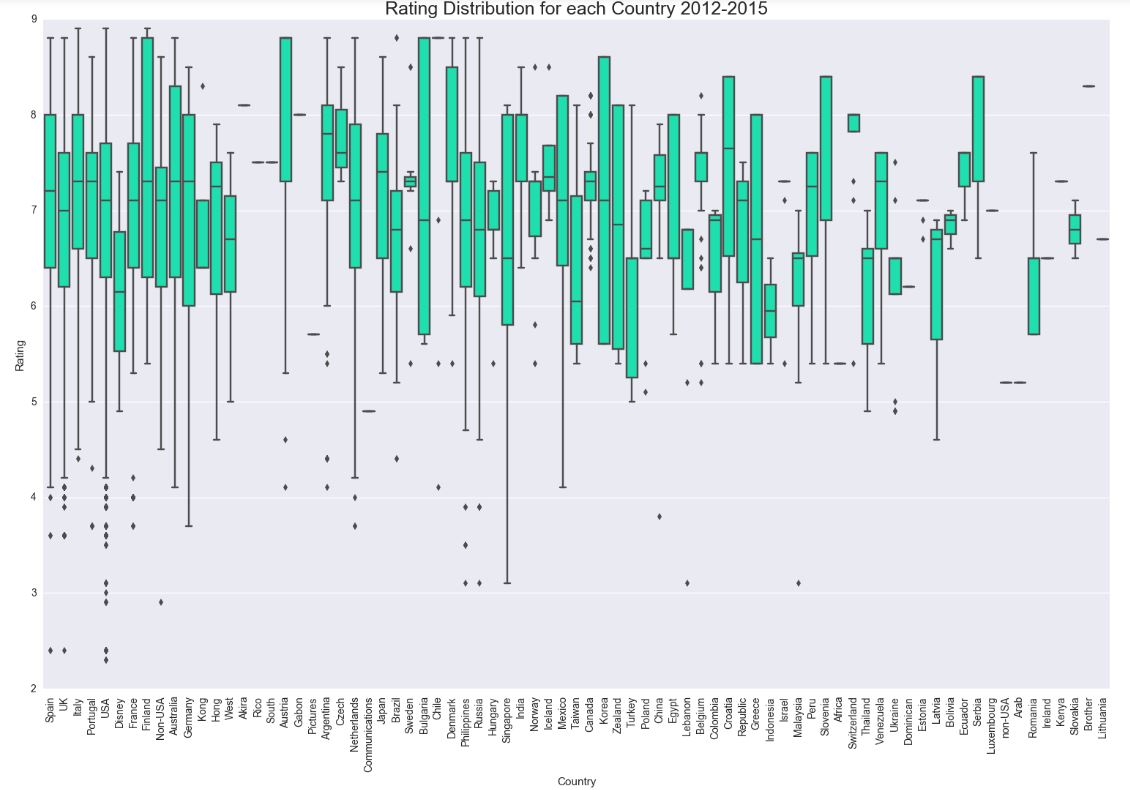 Rating Distribution for each Country 2012-2015
9
8
7
6
5
4
3
2
Rating
Spain
UK
Italy
Portugal
USA
Disney
France
Finland
Non-USA
Australia
Germany
Kong
Hong
West
Akira
Rico
South
Austria
Gabon
Pictures
Argentina
Czech
Netherlands
Communications
Japan
Brazil
Sweden
Bulgaria
Chile
Denmark
Philippines
Russia
Hungary
Singapore
India
Norway
Iceland
Mexico
Taiwan
Canada
Korea
Zealand
Turkey
Poland
China
Egypt
Lebanon
Belgium
Colombia
Croatia
Republic
Greece
Indonesia
Israel
Malaysia
Peru
Slovenia
Africa
Switzerland
Thailand
Venezuela
Ukraine
Dominican
Estonia
Latvia
Bolivia
Ecuador
Serbia
Luxembourg
non-USA
Arab
Romania
Ireland
Kenya
Slovakia
Brother
Lithuania
Country